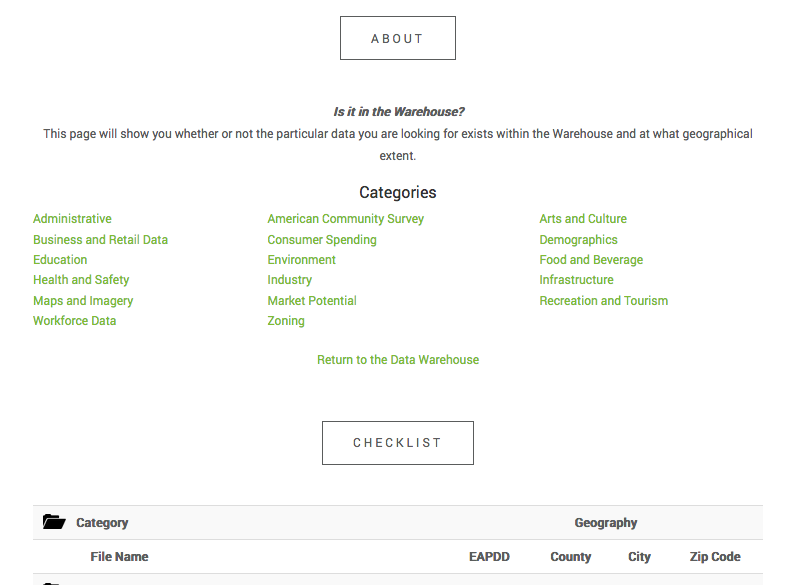 ABOUT
Is it in the Warehouse?
This page will show you whether or not the particular data you are looking for exists within the Warehouse and at what geographical
extent.
Categories
Administrative American Community Survey Arts and Culture
Business and Retail Data Consumer Spending Demographics
Education Environment Food and Beverage
Health and Safety Industry Infrastructure
Maps and Imagery Market Potential Recreation and Tourism
Workforce Data Zoning
Return to the Data Warehouse
CHECKLIST
Category Geography
File Name EAPDD County City Zip Code